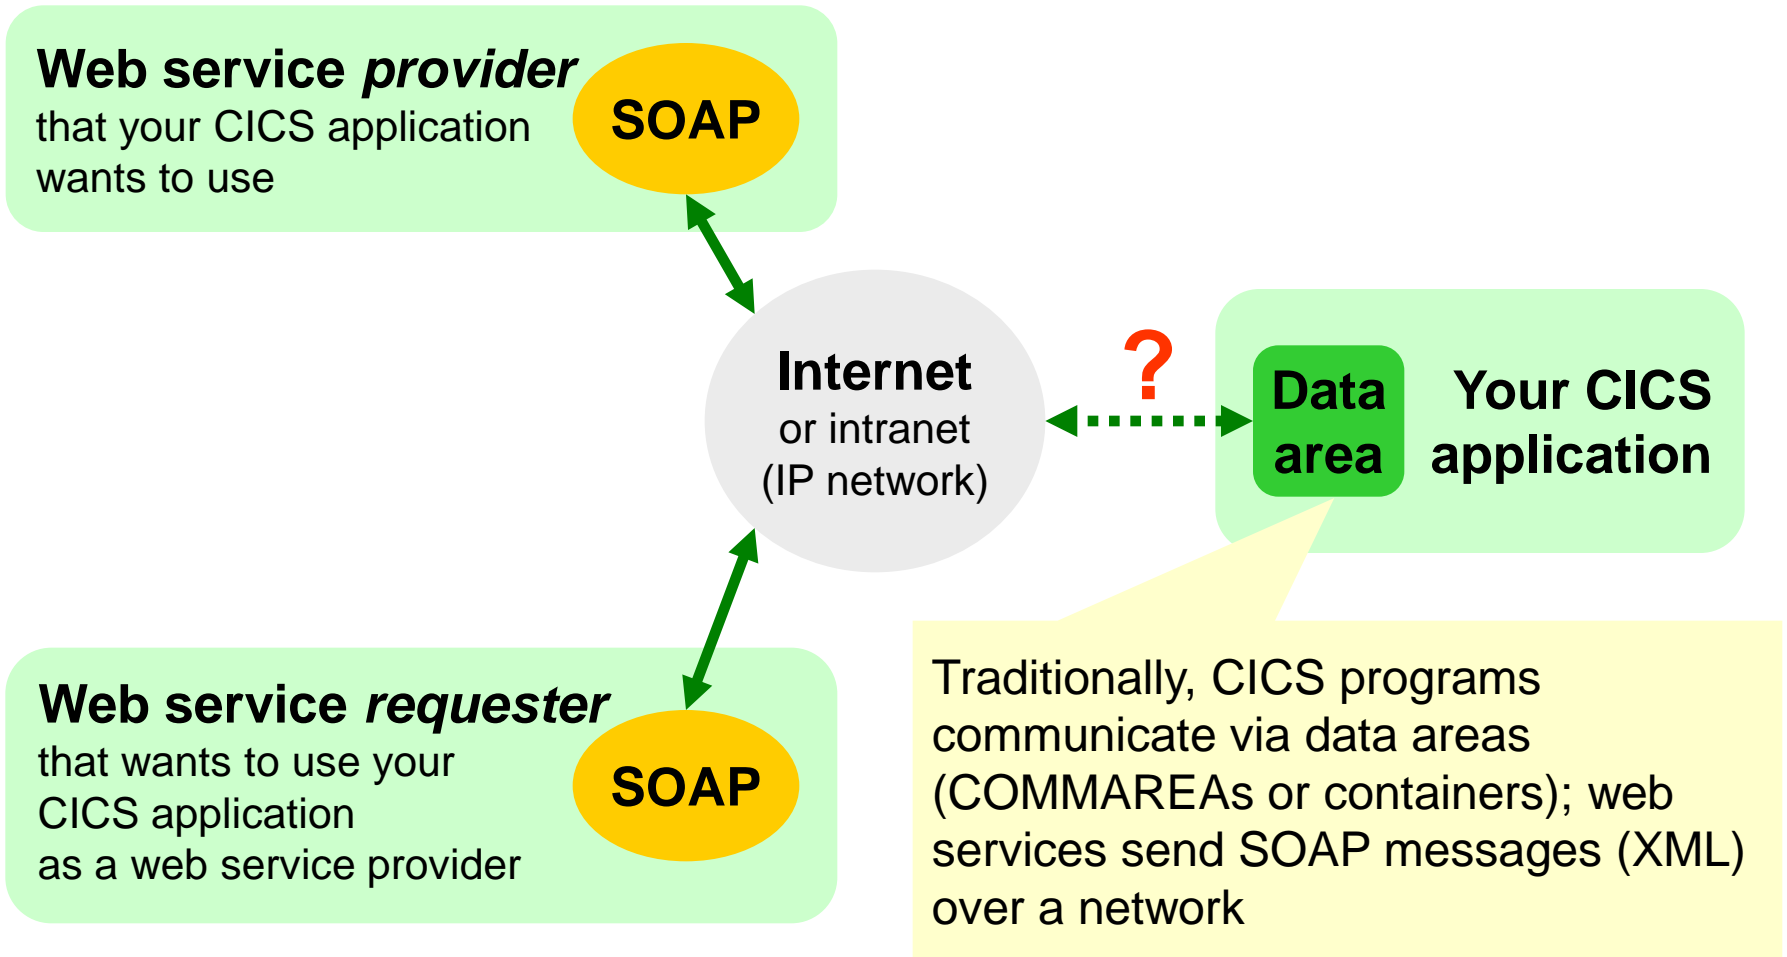 Web service provider
that your CICS application
wants to use
SOAP
Internet
or intranet
(IP network)
?
Data
area
Your CICS
application
Web service requester
that wants to use your
CICS application
as a web service provider
SOAP
Traditionally, CICS programs
communicate via data areas
(COMMAREAs or containers); web
services send SOAP messages (XML)
over a network